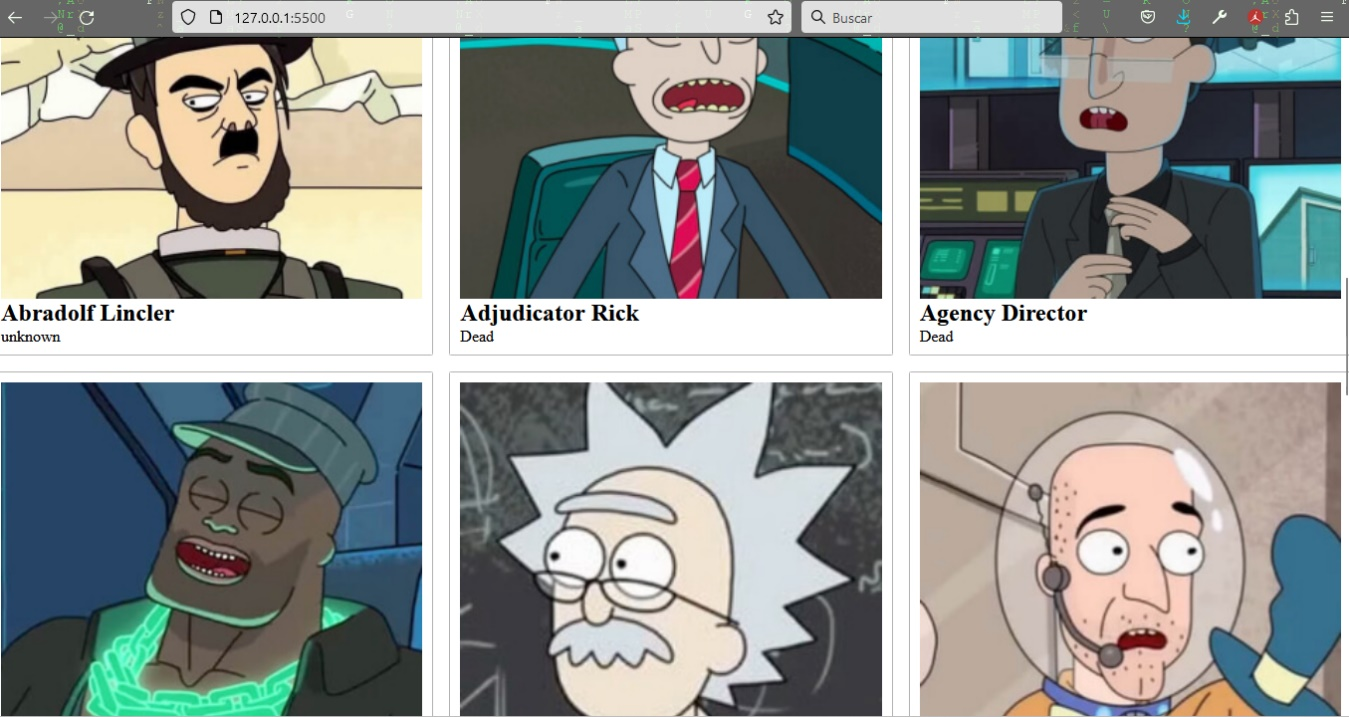 127.0.0.1:5500
Buscar
Abradolf Lincler
unknown
Adjudicator Rick
Dead
Agency Director
Dead